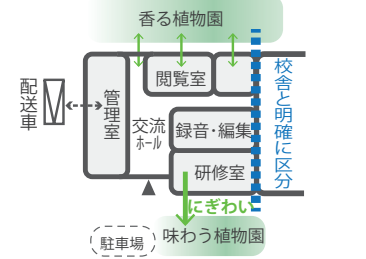 香る植物園
閲覧室
校舎と明確に区分
配送車
管理室
交流
ホール
録音・編集
研修室
にぎわい
味わう植物園
駐車場